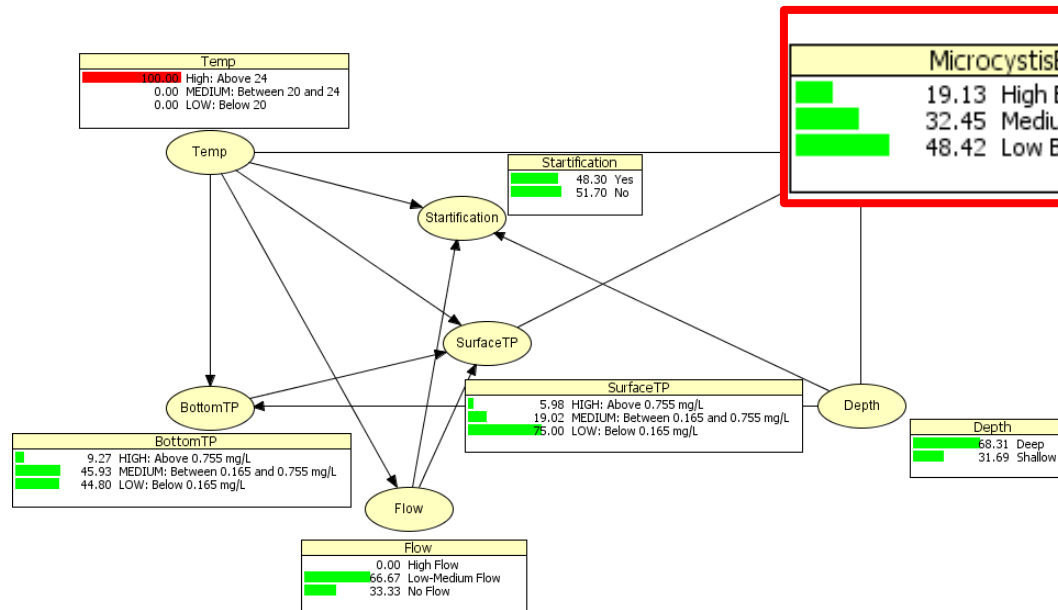 Temp
100.00 High: Above 24
0.00 MEDIUM: Between 20 and 24
0.00 LOW: Below 20
Temp
Microcystis
19.13 High
32.45
48.42 Low
Startification
48.30 Yes
51.70 No
Startification
SurfaceTP
SurfaceTP
5.98 HIGH: Above 0.755 mg/L
19.02 MEDIUM: Between 0.165 and 0.755 mg/L
75.00 LOW: Below 0.165 mg/L
BottomTP
BottomTP
9.27 HIGH: Above 0.755 mg/L
45.93 MEDIUM: Between 0.165 and 0.755 mg/L
44.80 LOW: Below 0.165 mg/L
Depth
Depth
68.31 Deep
31.69 Shallow
Flow
Flow
0.00 High Flow
66.67 Low-Medium Flow
33.33 No Flow